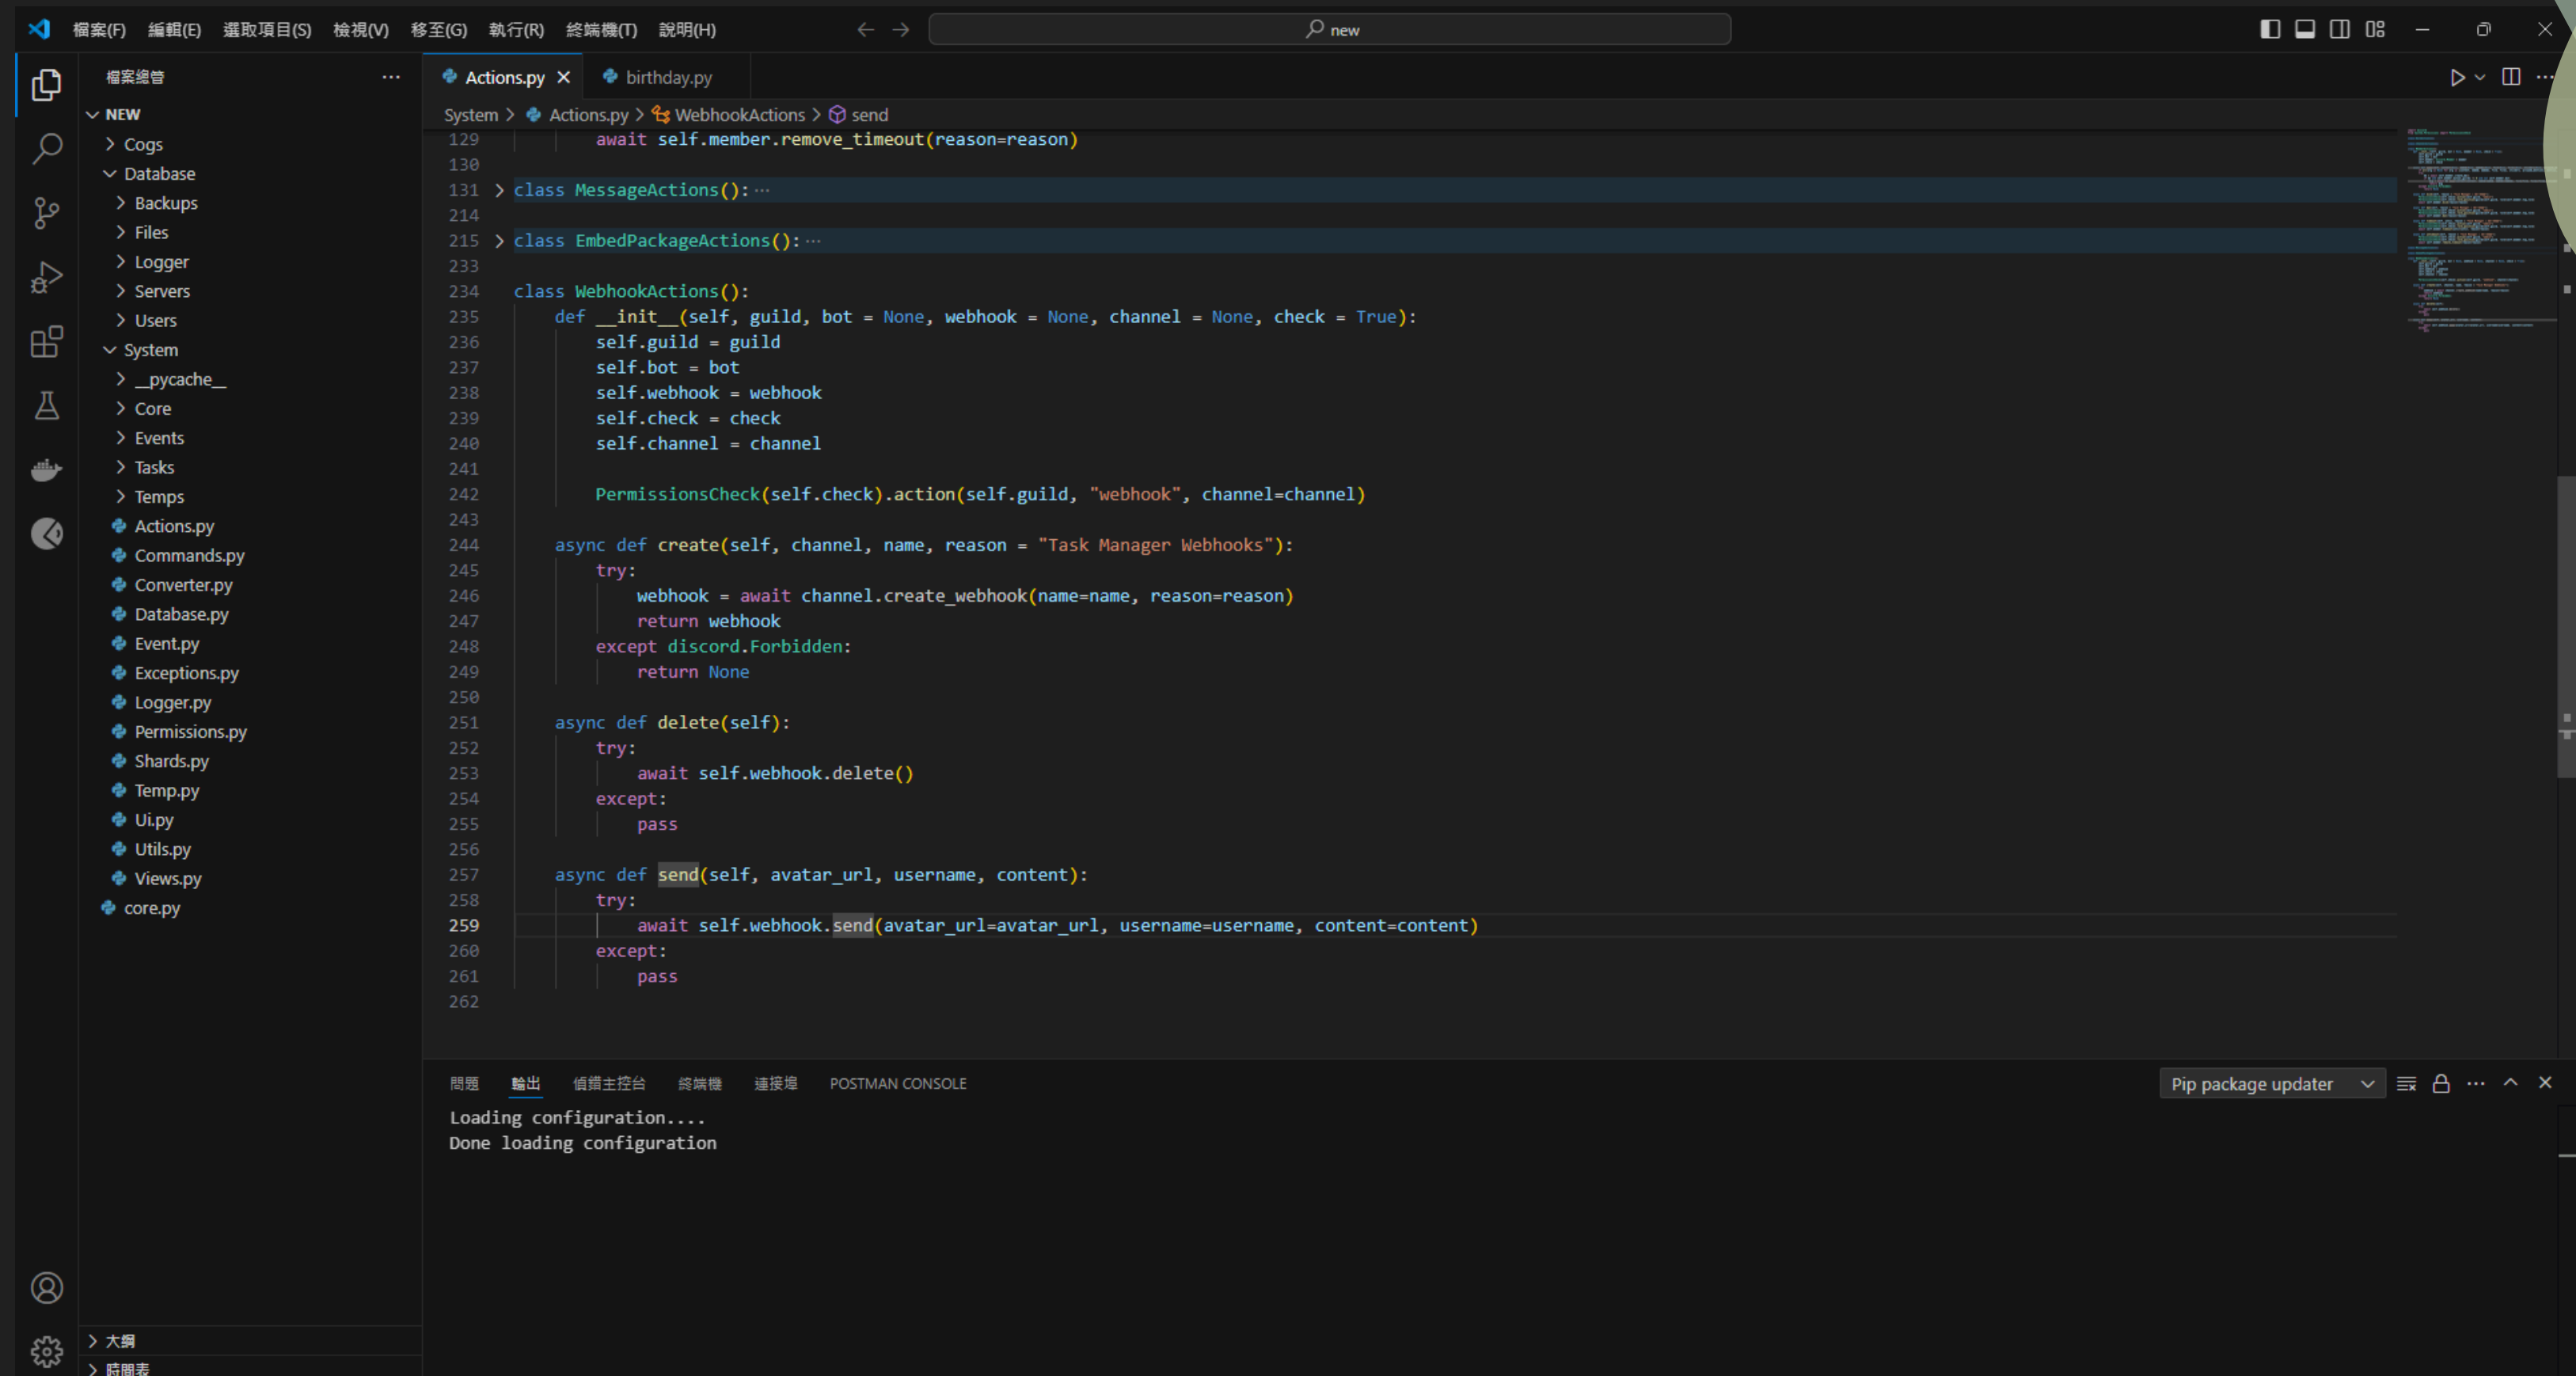 檔案(F) 編輯(E) 選取項目(S) 檢視(V) 移至(G) 執行(R) 終端機(T) 說明(H) new
檔案總管
NEW
Cogs
Database
Backups
Files
Logger
Servers
Users
System
__pycache__
Core
Events
Tasks
Temps
Actions.py
Commands.py
Converter.py
Database.py
Event.py
Exceptions.py
Logger.py
Permissions.py
Shards.py
Temp.py
Ui.py
Utils.py
Views.py
core.py
大綱
時間表
Actions.py birthday.py
System > Actions.py > WebhookActions > send
129 await self.member.remove_timeout(reason=reason)
130
131 class MessageActions(): ···
214
215 class EmbedPackageActions(): ···
233
234 class WebhookActions():
235 def __init__(self, guild, bot = None, webhook = None, channel = None, check = True):
236 self.guild = guild
237 self.bot = bot
238 self.webhook = webhook
239 self.check = check
240 self.channel = channel
241
242 PermissionsCheck(self.check).action(self.guild, "webhook", channel=channel)
243
244 async def create(self, channel, name, reason = "Task Manager Webhooks"):
245 try:
246 webhook = await channel.create_webhook(name=name, reason=reason)
247 return webhook
248 except discord.Forbidden:
249 return None
250
251 async def delete(self):
252 try:
253 await self.webhook.delete()
254 except:
255 pass
256
257 async def send(self, avatar_url, username, content):
258 try:
259 await self.webhook.send(avatar_url=avatar_url, username=username, content=content)
260 except:
261 pass
262
問題 輸出 偵錯主控台 終端機 連接埠 POSTMAN CONSOLE Pip package updater
Loading configuration....
Done loading configuration